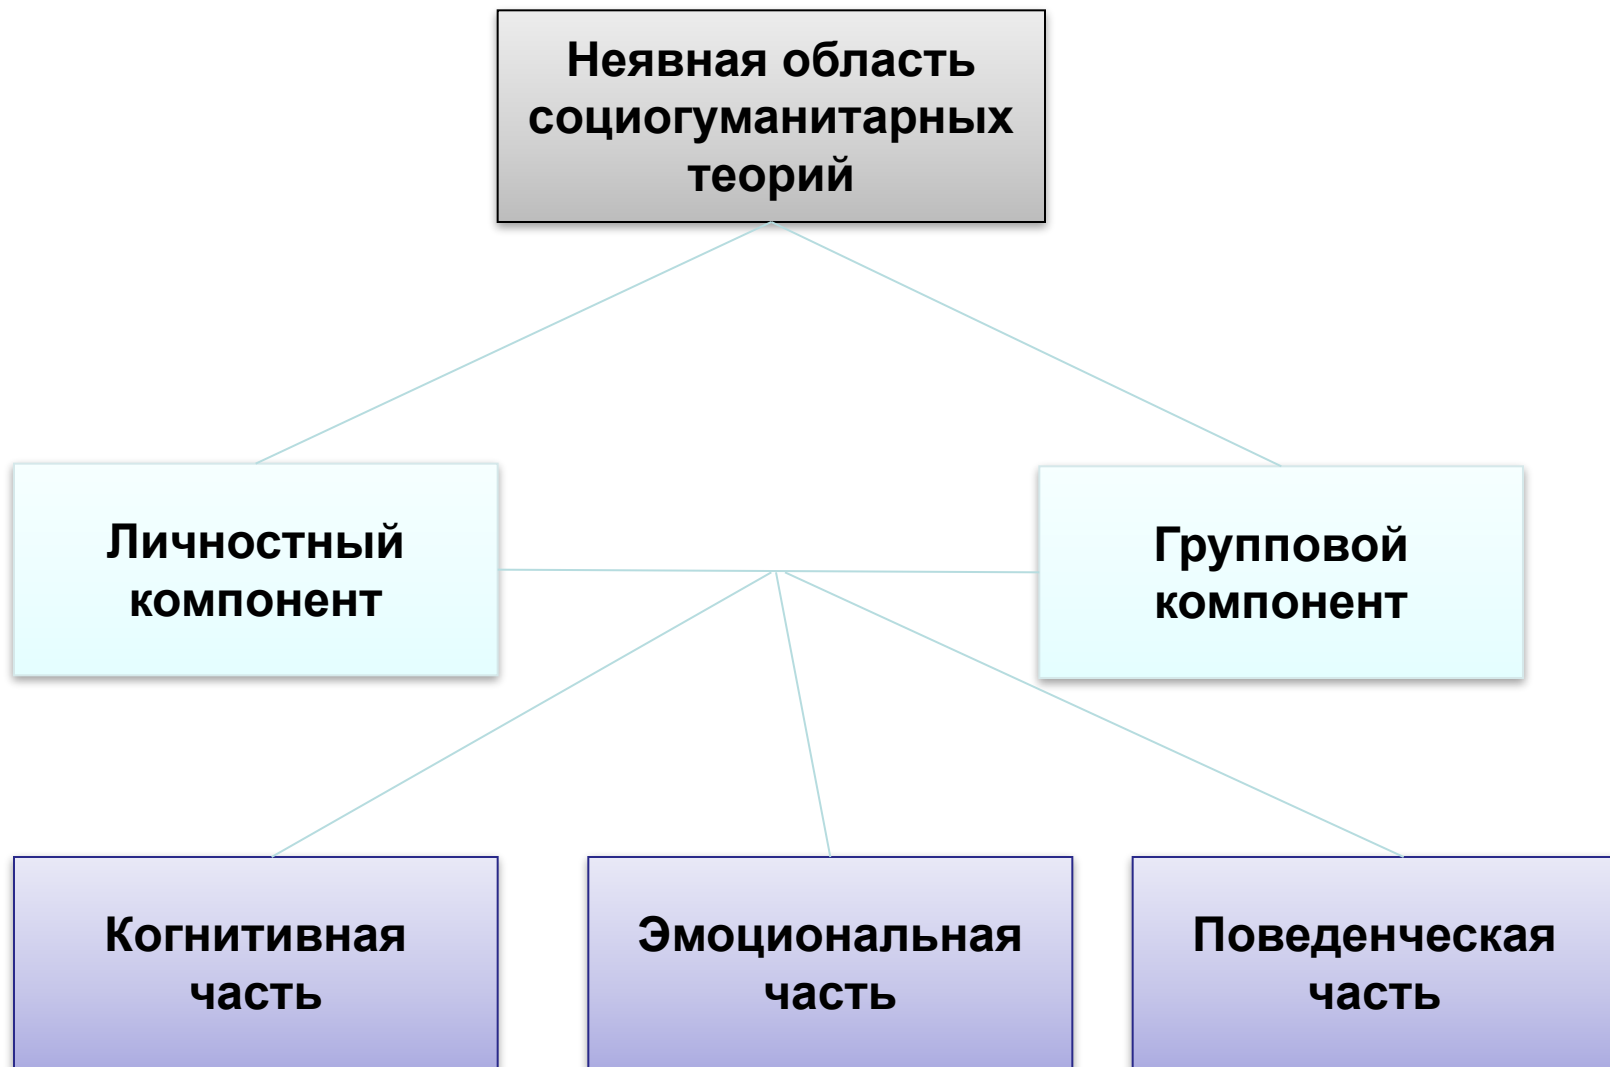 Неявная область
социогуманитарных
теорий
Личностный
компонент
Групповой
компонент
Когнитивная
часть
Эмоциональная
часть
Поведенческая
часть